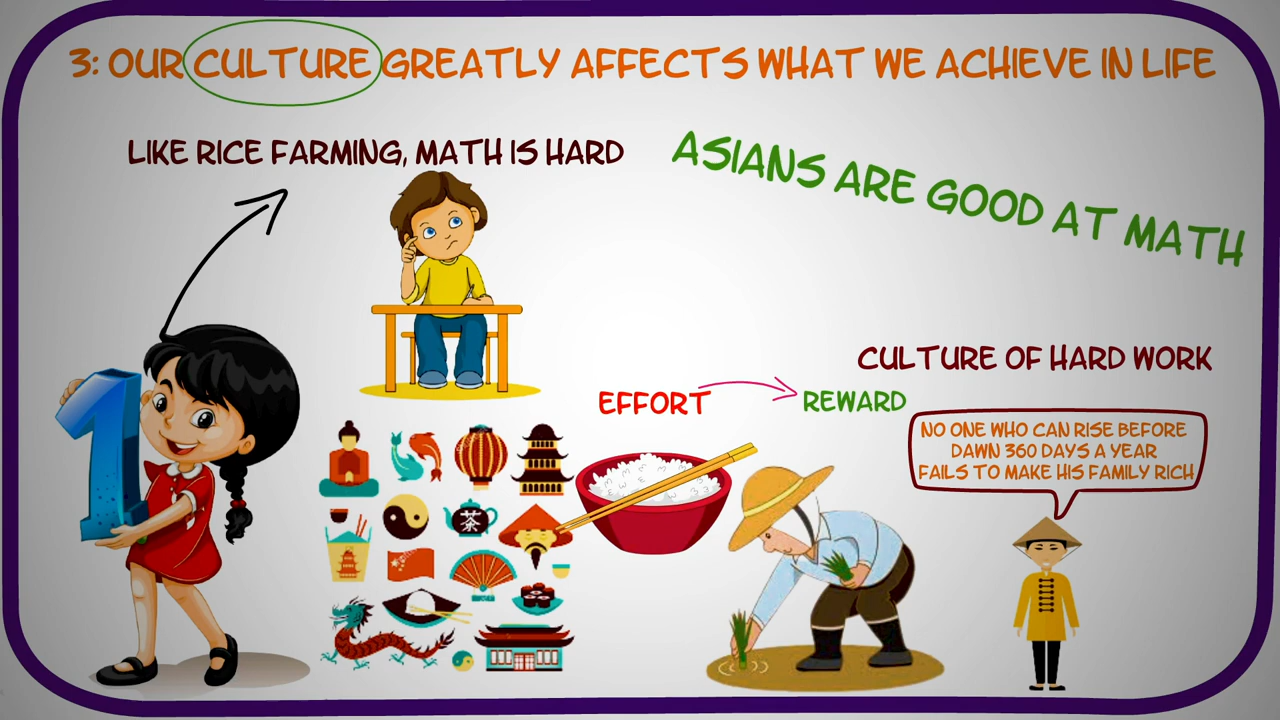 3: OUR CULTURE GREATLY AFFECTS WHAT WE ACHIEVE IN LIFE
LIKE RICE FARMING, MATH IS HARD
ASIANS ARE GOOD AT MATH
CULTURE OF HARD WORK
EFFORT
REWARD
NO ONE WHO CAN RISE BEFORE
DAWN 360 DAYS A YEAR
FAILS TO MAKE HIS FAMILY RICH
1
茶